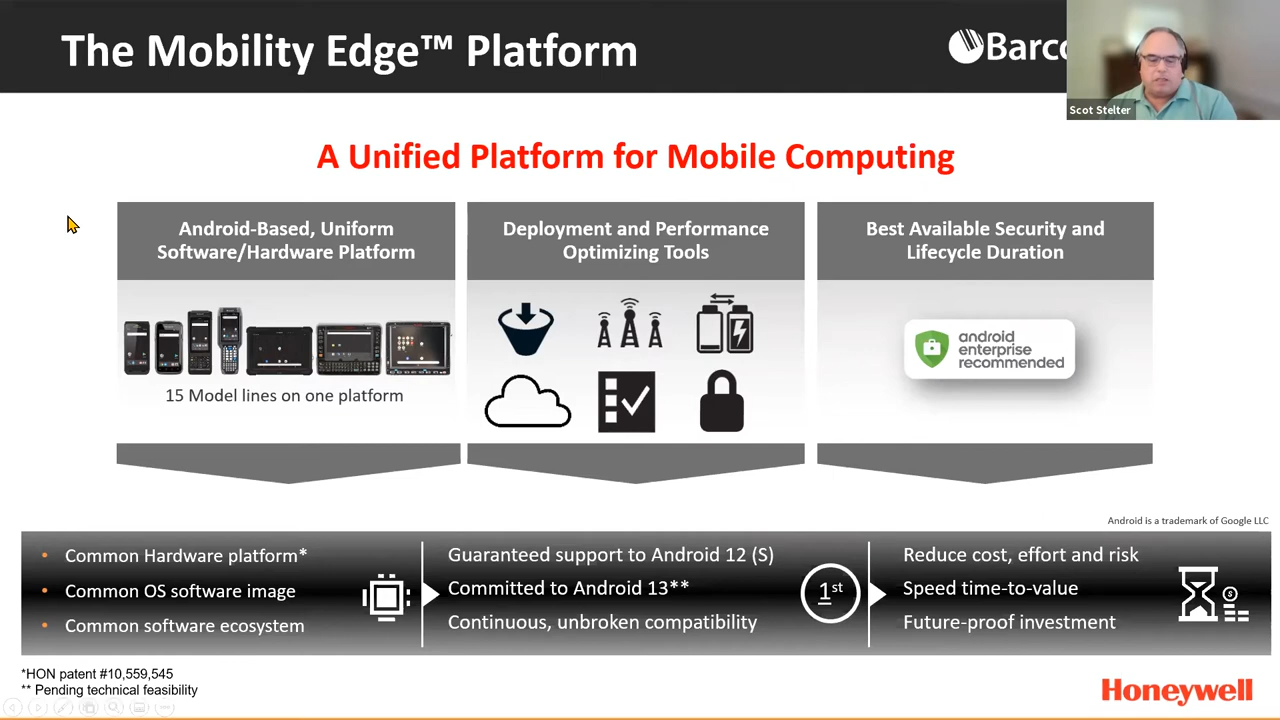 The Mobility Edge™ Platform
Scot Stelter
A Unified Platform for Mobile Computing
Android-Based, Uniform
Software/Hardware Platform
15 Model lines on one platform
Deployment and Performance
Optimizing Tools
Best Available Security and
Lifecycle Duration
android
enterprise
recommended
Android is a trademark of Google LLC
• Common Hardware platform*
• Common OS software image
• Common software ecosystem
Guaranteed support to Android 12 (S)
Committed to Android 13**
Continuous, unbroken compatibility
1st
Reduce cost, effort and risk
Speed time-to-value
Future-proof investment
*HON patent #10,559,545
** Pending technical feasibility
Honeywell